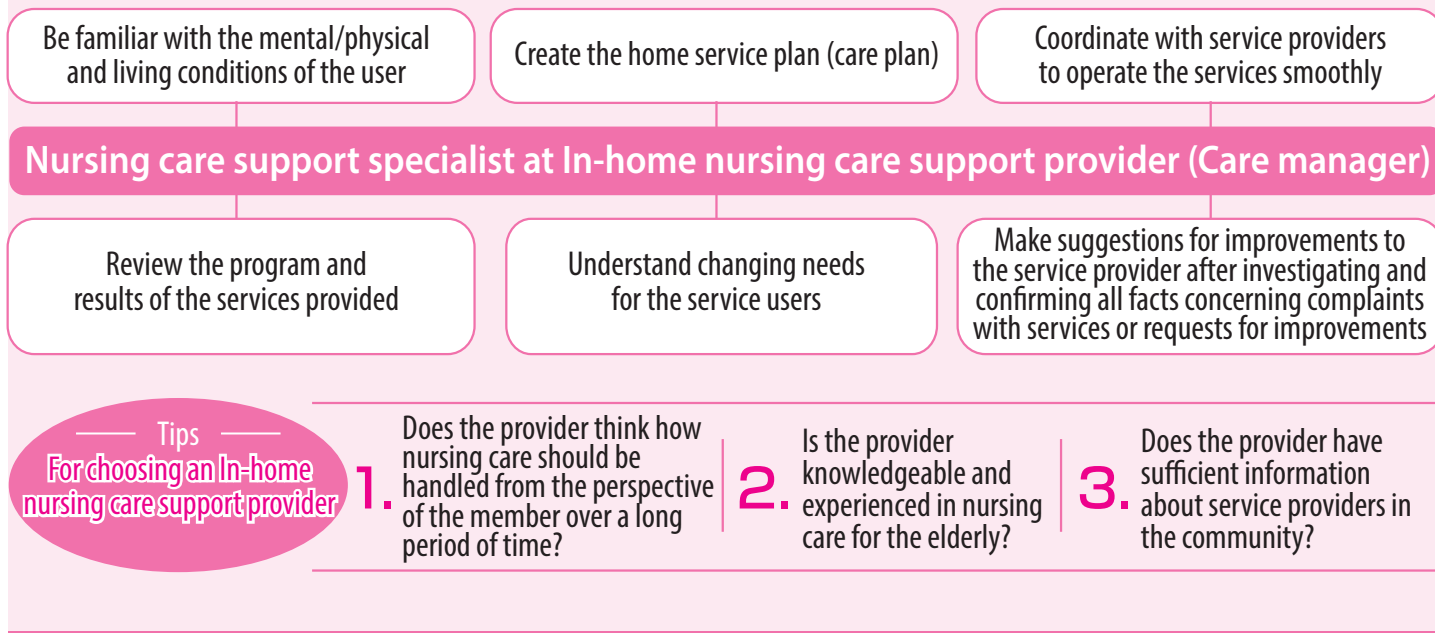 Be familiar with the mental/physical
and living conditions of the user
Create the home service plan (care plan)
Coordinate with service providers
to operate the services smoothly
Nursing care support specialist at In-home nursing care support provider (Care manager)
Review the program and
results of the services provided
Understand changing needs
for the service users
Make suggestions for improvements to
the service provider after investigating and
confirming all facts concerning complaints
with services or requests for improvements
Tips
For choosing an In-home
nursing care support provider
1.
Does the provider think how
nursing care should be
handled from the perspective
of the member over a long
period of time?
2.
Is the provider
knowledgeable and
experienced in nursing
care for the elderly?
3.
Does the provider have
sufficient information
about service providers in
the community?